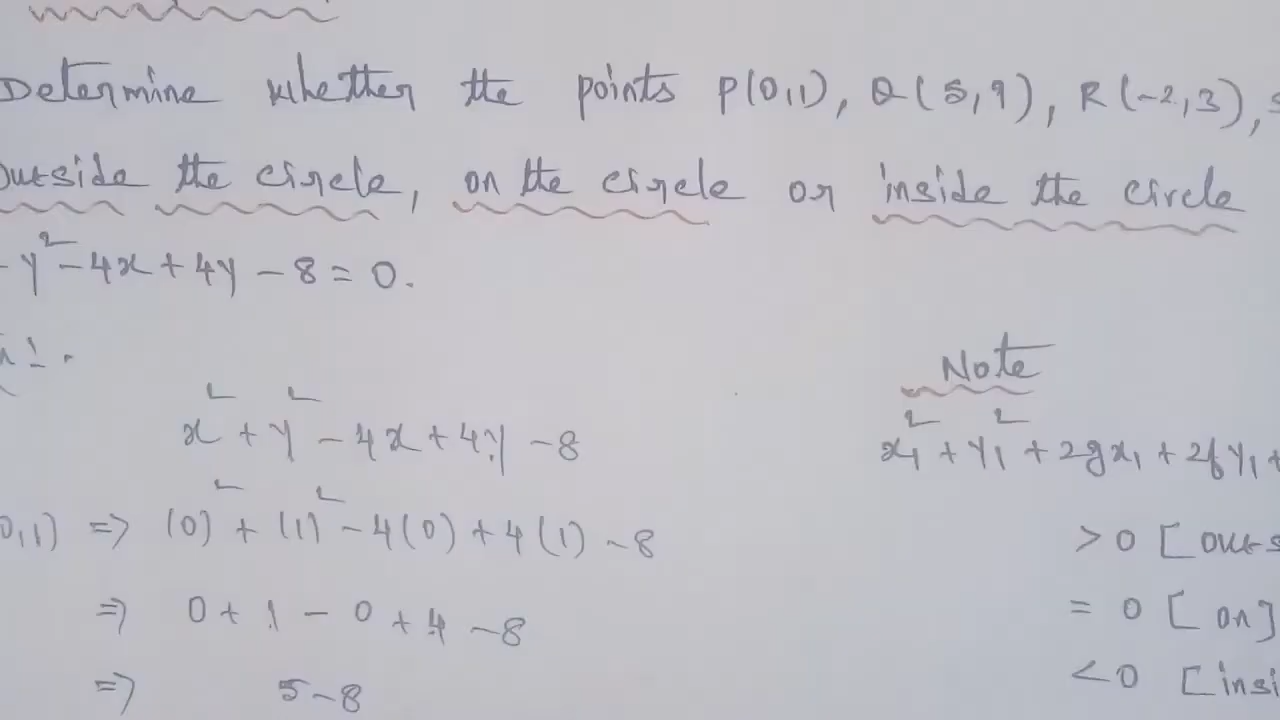 Determine whether the points P(0,1), Q(5,9), R(-2,3),
outside the circle, on the circle or inside the circle
- y² - 4x + 4y - 8 = 0.
Note
x² + y² - 4x + 4y - 8
x₁² + y₁² + 2gx₁ + 2fy₁ +
0,1) ⇒ (0)² + (1)² - 4(0) + 4(1) - 8
> 0 [outs
⇒ 0 + 1 - 0 + 4 - 8
= 0 [on]
< 0 [insi
⇒ 5 - 8